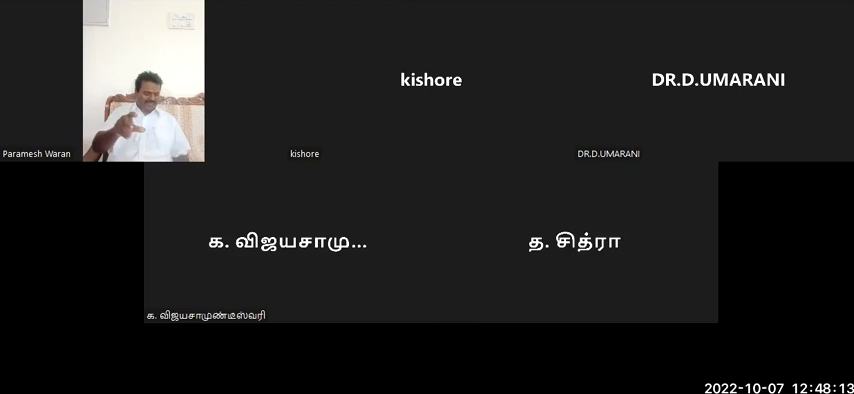 kishore
DR.D.UMARANI
Paramesh Waran
kishore
DR.D.UMARANI
க. விஜயசாமு...
த. சித்ரா
க. விஜயசாமுண்டீஸ்வரி
2022-10-07 12:48:13